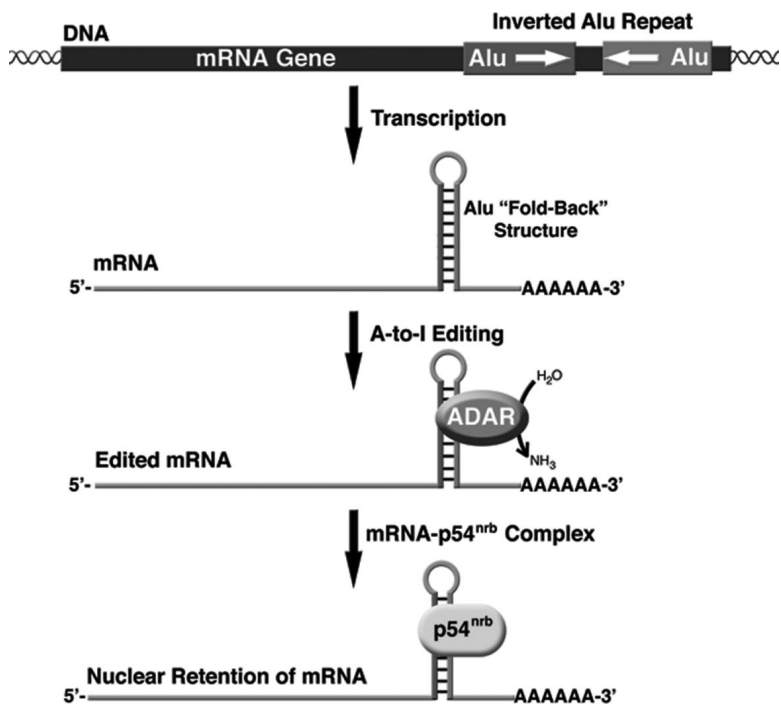 Inverted Alu Repeat
DNA
mRNA Gene
Alu
Alu
Transcription
Alu “Fold-Back”
Structure
mRNA
5’-
AAAAAA-3’
A-to-I Editing
H₂O
ADAR
NH₃
Edited mRNA
5’-
AAAAAA-3’
mRNA-p54ⁿʳᵇ Complex
p54ⁿʳᵇ
Nuclear Retention of mRNA
5’-
AAAAAA-3’